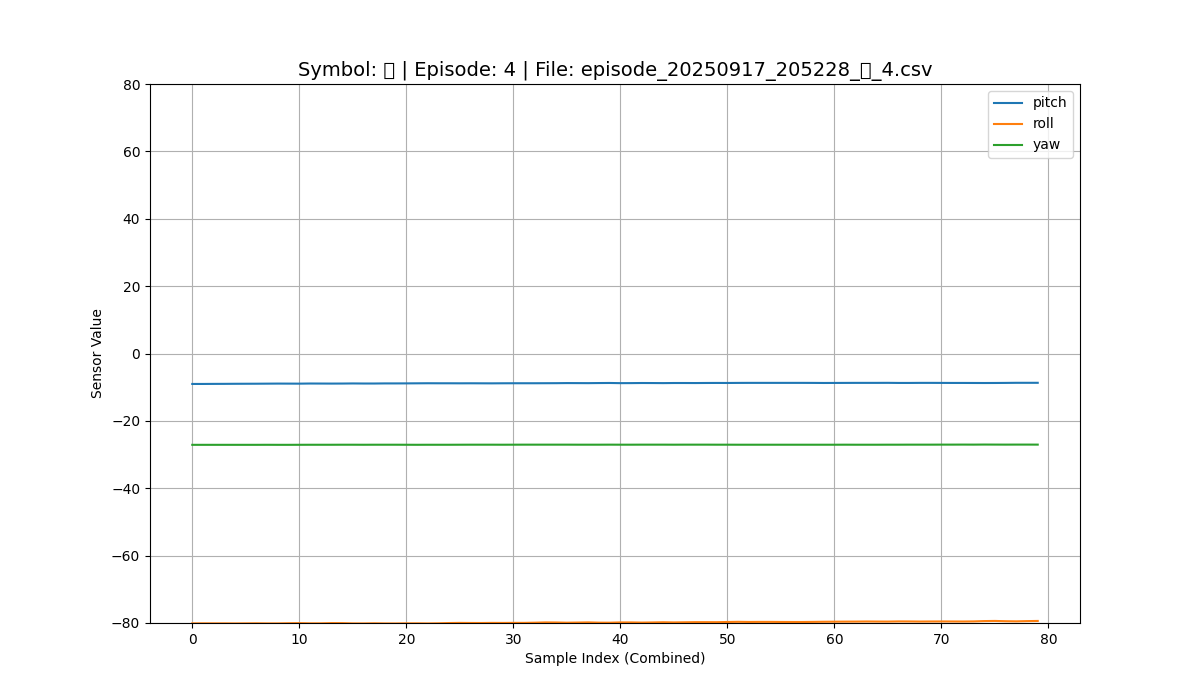 Symbol: | Episode: 4 | File: episode_20250917_205228_ _4.csv
pitch
roll
yaw
80
60
40
20
0
−20
−40
−60
−80
Sensor Value
0 10 20 30 40 50 60 70 80
Sample Index (Combined)